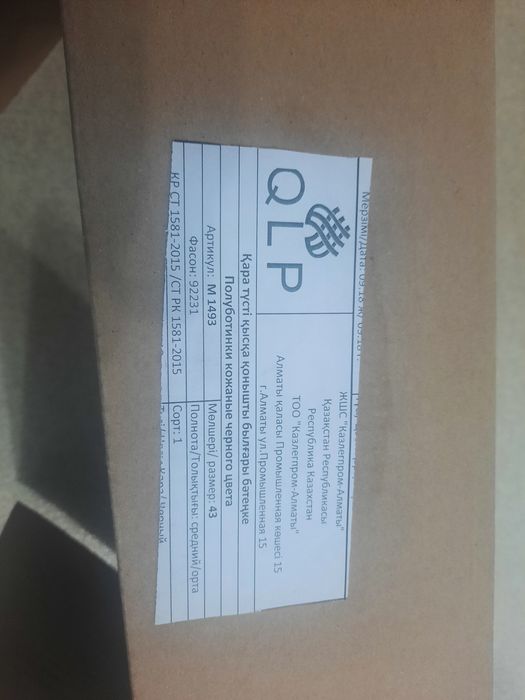 Мерзімі/Дата: 09.18 ж/ 09.18 г.
QLP
ЖШС "Казлегпром-Алматы"
Қазақстан Республикасы
Республика Казахстан
ТОО "Казлегпром-Алматы"
Алматы қаласы Промышленная көшесі 15
г.Алматы ул.Промышленная 15
Қара түсті қысқа қонышты былғары бәтеңке
Полуботинки кожаные черного цвета
Артикул: М 1493
Мөлшері/ размер: 43
Фасон: 92231
Полнота/Толықтығы: средний/орта
ҚР СТ 1581-2015 /СТ РК 1581-2015
Сорт: 1